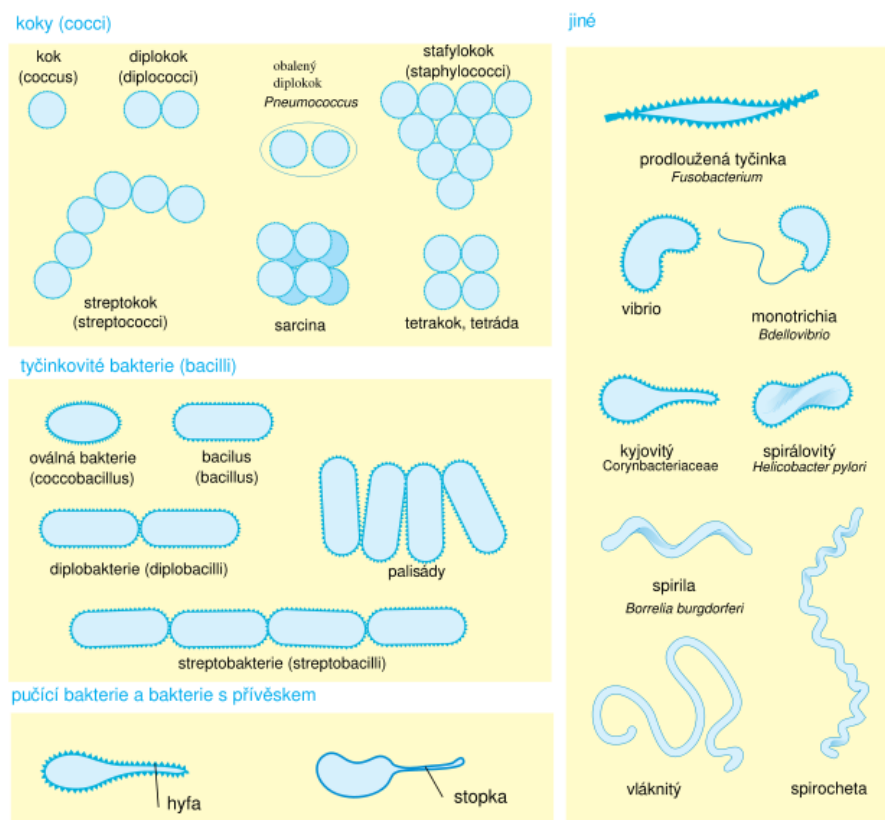 koky (cocci)
kok
(coccus)
diplokok
(diplococci)
obalený
diplokok
Pneumococcus
stafylokok
(staphylococci)
streptokok
(streptococci)
sarcina
tetrakok, tetráda
tyčinkovité bakterie (bacilli)
oválná bakterie
(coccobacillus)
bacilus
(bacillus)
diplobakterie (diplobacilli)
palisády
streptobakterie (streptobacilli)
pučící bakterie a bakterie s přívěskem
hyfa
stopka
jiné
prodloužená tyčinka
Fusobacterium
vibrio
monotrichia
Bdellovibrio
kyjovitý
Corynbacteriaceae
spirálovitý
Helicobacter pylori
spirila
Borrelia burgdorferi
vláknitý
spirocheta